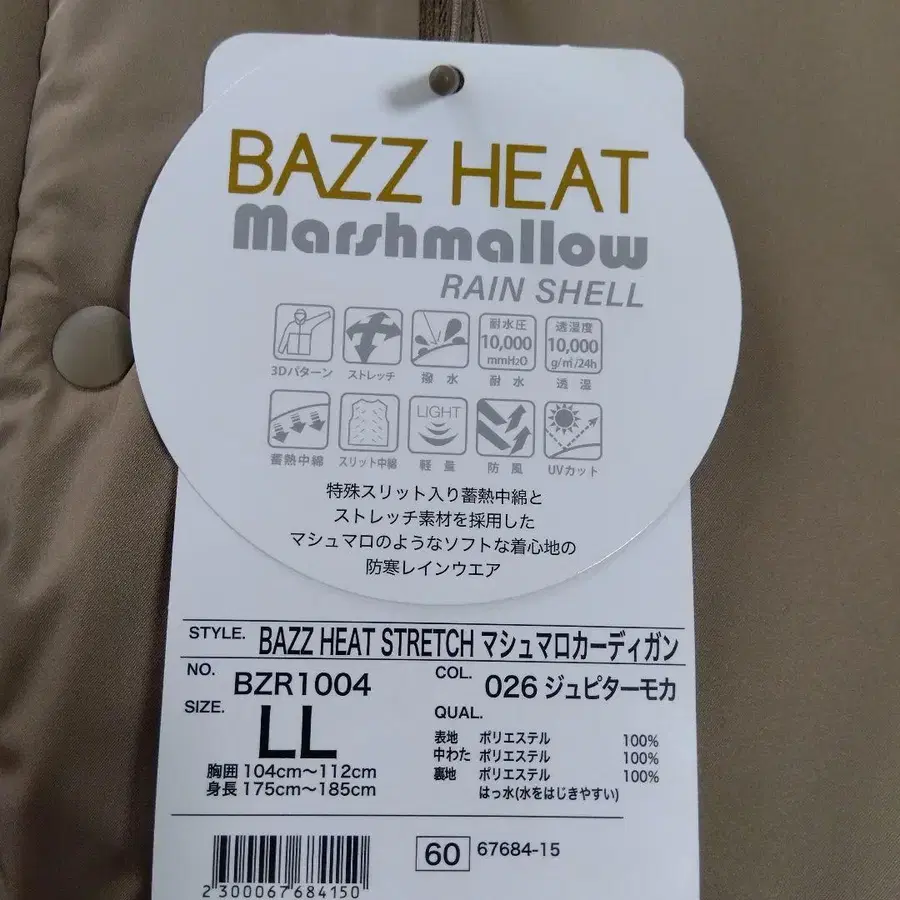 BAZZ HEAT
Marshmallow
RAIN SHELL
耐水圧 透湿度
10,000 10,000
mmH2O g/㎡/24h
3Dパターン ストレッチ 撥水 耐水 透湿
LIGHT
蓄熱中綿 スリット中綿 軽量 防風 UVカット
特殊スリット入り蓄熱中綿と
ストレッチ素材を採用した
マシュマロのようなソフトな着心地の
防寒レインウエア
STYLE. BAZZ HEAT STRETCH マシュマロカーディガン
NO. BZR1004 COL. 026 ジュピターモカ
SIZE. LL
胸囲 104cm～112cm
身長 175cm～185cm
QUAL.
表地 ポリエステル 100%
中わた ポリエステル 100%
裏地 ポリエステル 100%
はっ水(水をはじきやすい)
60 67684-15
2 300067 684150